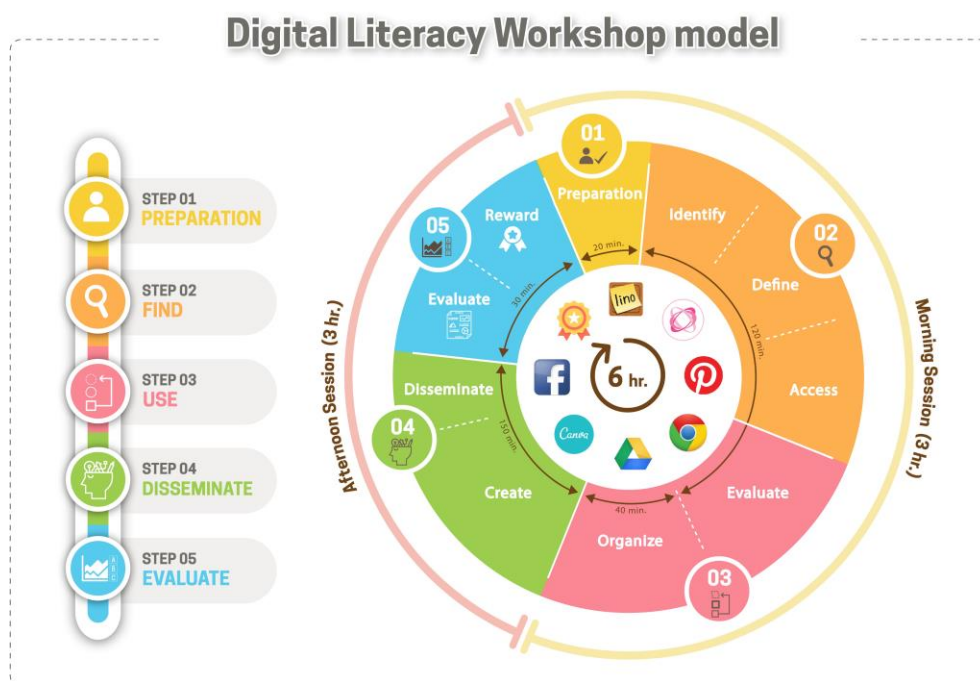 Digital Literacy Workshop model
STEP 01
PREPARATION
STEP 02
FIND
STEP 03
USE
STEP 04
DISSEMINATE
STEP 05
EVALUATE
01
Preparation
20 min.
Identify
02
Define
120 min.
Access
Morning Session (3 hr.)
Evaluate
03
Organize
40 min.
Create
150 min.
04
Disseminate
Afternoon Session (3 hr.)
Evaluate
05
Reward
30 min.
lino
Canva
6 hr.